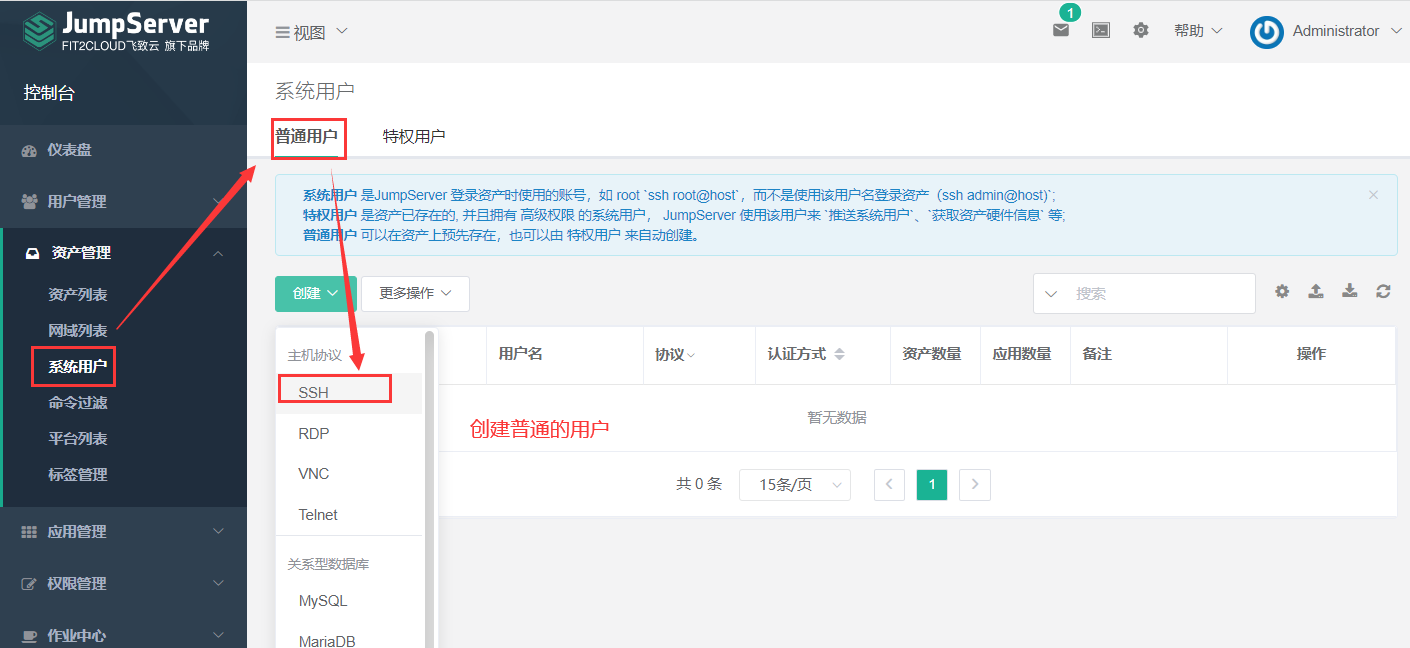 JumpServer
FIT2CLOUD飞致云 旗下品牌
控制台
仪表盘
用户管理
资产管理
资产列表
网域列表
系统用户
命令过滤
平台列表
标签管理
应用管理
权限管理
作业中心
视图
1
帮助
Administrator
系统用户
普通用户 特权用户
系统用户 是JumpServer 登录资产时使用的账号，如 root `ssh root@host`，而不是使用该用户名登录资产（ssh admin@host)`;
特权用户 是资产已存在的, 并且拥有 高级权限 的系统用户， JumpServer 使用该用户来 `推送系统用户`、`获取资产硬件信息` 等;
普通用户 可以在资产上预先存在，也可以由 特权用户 来自动创建。
创建 更多操作 搜索
用户名 协议 认证方式 资产数量 应用数量 备注 操作
主机协议
SSH
RDP
VNC
Telnet
关系型数据库
MySQL
MariaDB
暂无数据
创建普通的用户
共 0 条 15条/页 1